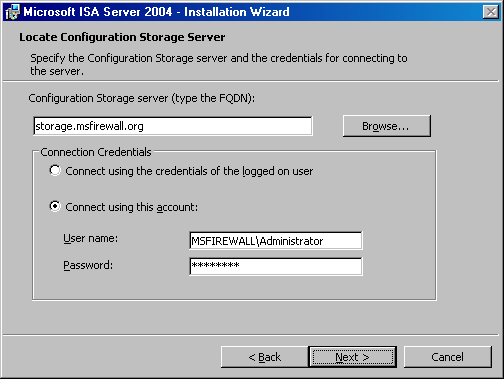 Microsoft ISA Server 2004 - Installation Wizard
Locate Configuration Storage Server
Specify the Configuration Storage server and the credentials for connecting to
the server.
Configuration Storage server (type the FQDN):
storage.msfirewall.org
Browse...
Connection Credentials
Connect using the credentials of the logged on user
Connect using this account:
User name:
MSFIREWALL\Administrator
Password:
********
< Back
Next >
Cancel